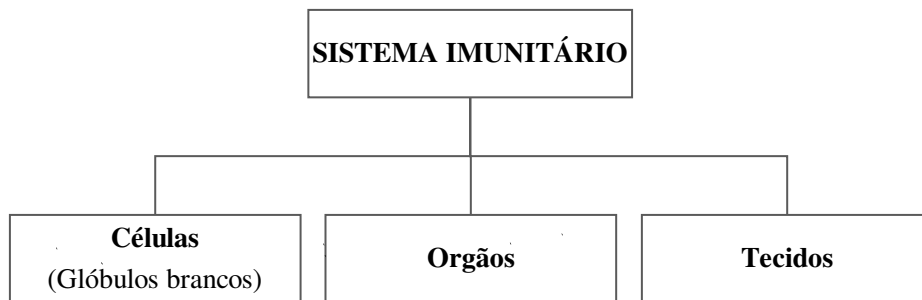 SISTEMA IMUNITÁRIO
Células
(Glóbulos brancos)
Orgãos
Tecidos